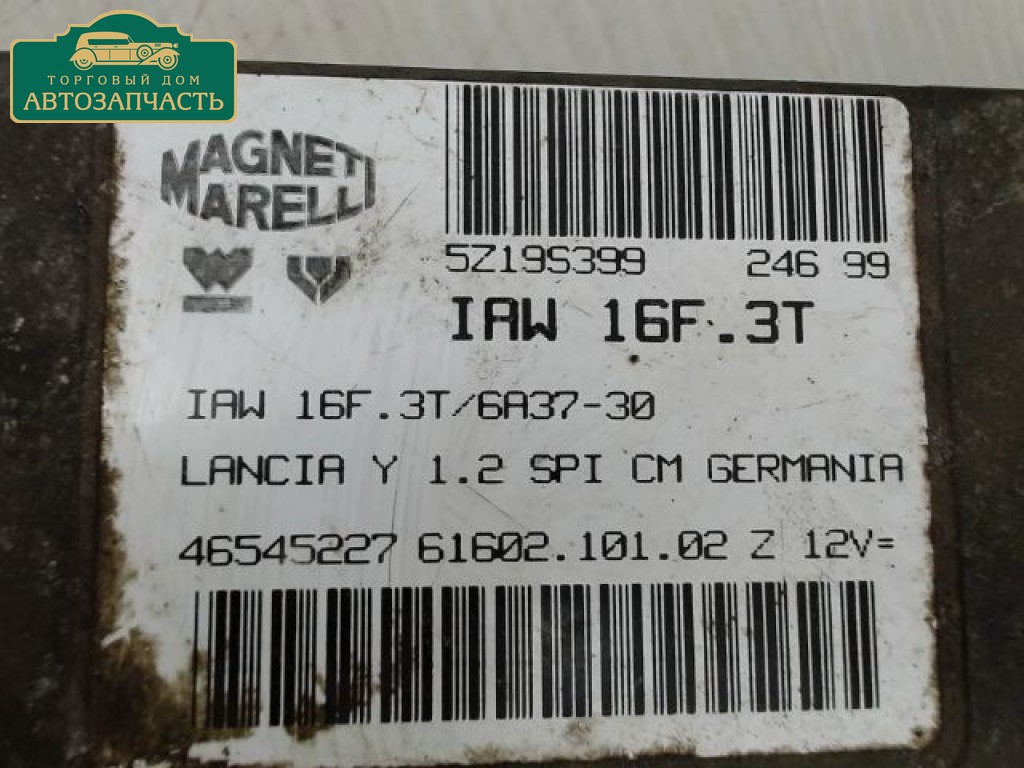 ТОРГОВЫЙ ДОМ
АВТОЗАПЧАСТЬ
MAGNETI
MARELLI
5Z19S399 246 99
IAW 16F.3T
IAW 16F.3T/6A37-30
LANCIA Y 1.2 SPI CM GERMANIA
46545227 61602.101.02 Z 12V=